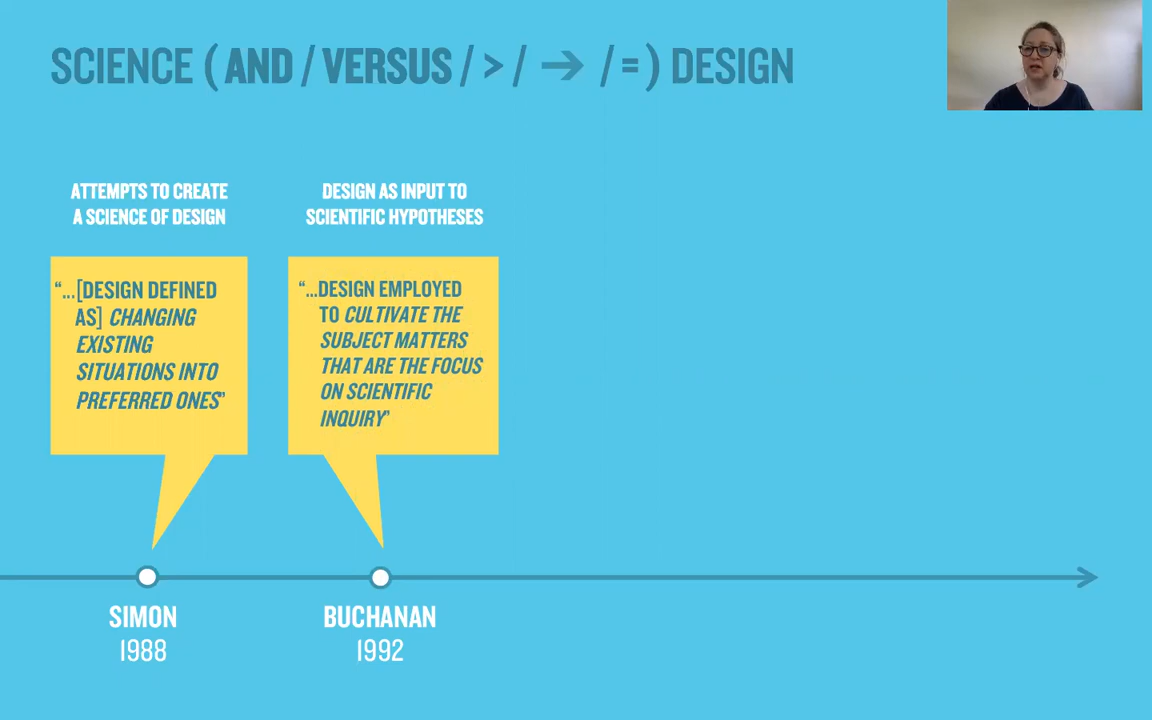 SCIENCE (AND / VERSUS / > / → / =) DESIGN
ATTEMPTS TO CREATE
A SCIENCE OF DESIGN
“...[DESIGN DEFINED
AS] CHANGING
EXISTING
SITUATIONS INTO
PREFERRED ONES”
SIMON
1988
DESIGN AS INPUT TO
SCIENTIFIC HYPOTHESES
“...DESIGN EMPLOYED
TO CULTIVATE THE
SUBJECT MATTERS
THAT ARE THE FOCUS
ON SCIENTIFIC
INQUIRY”
BUCHANAN
1992